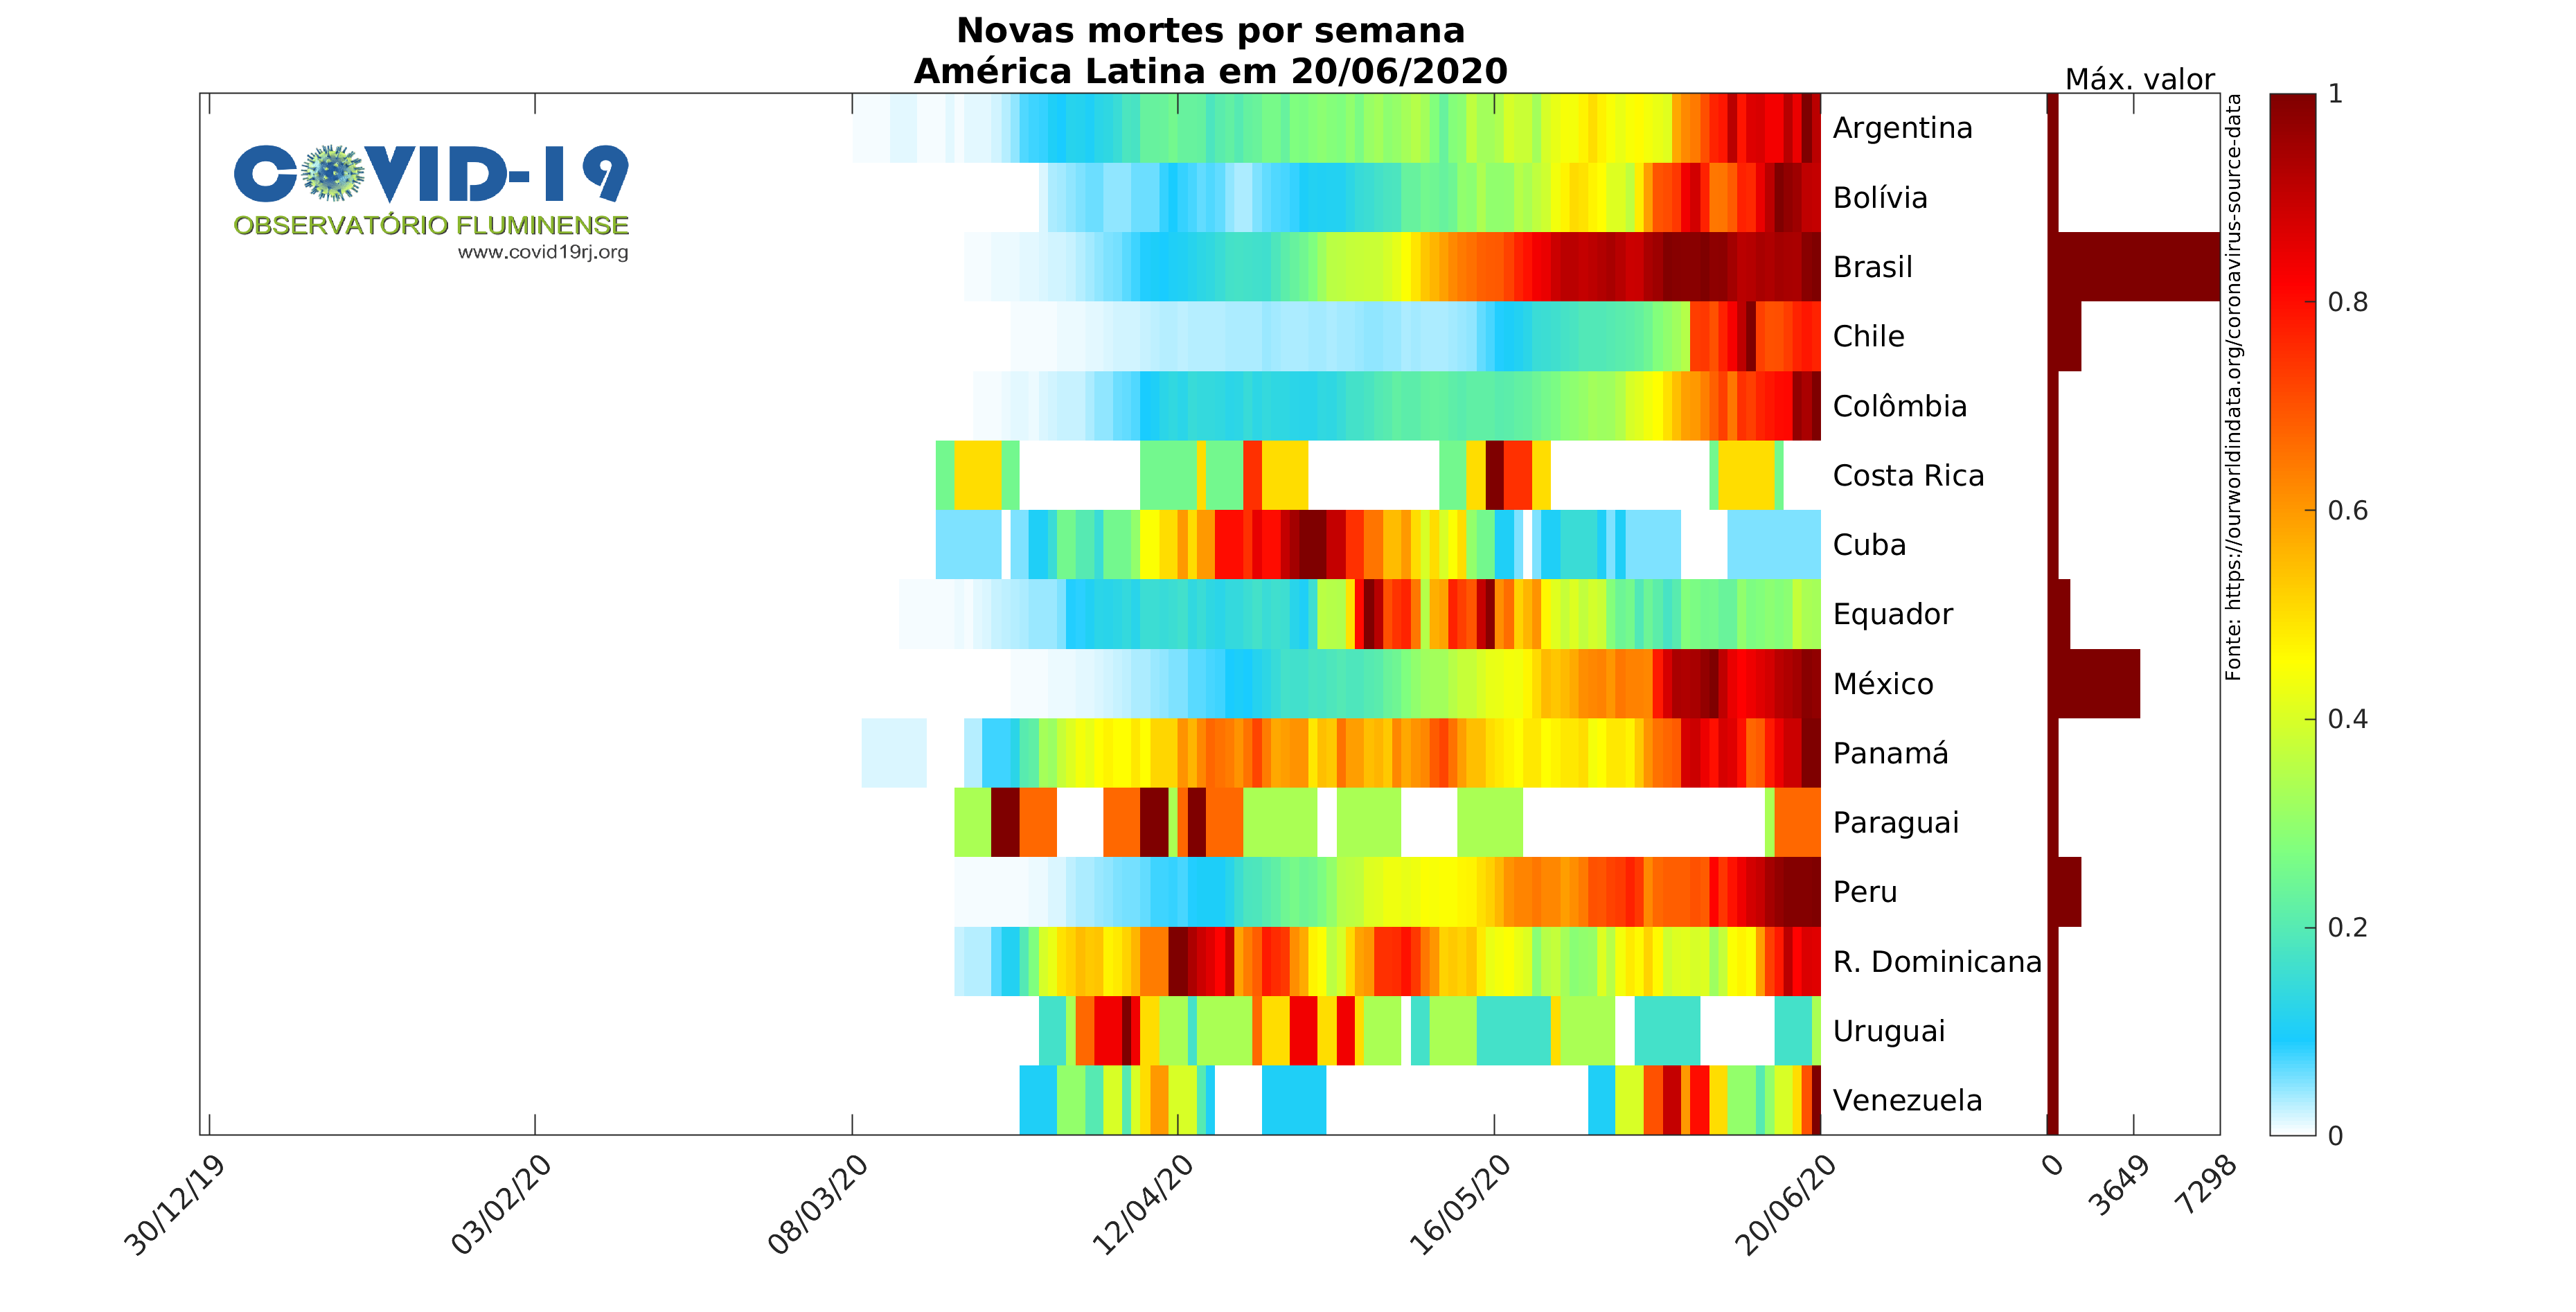 Novas mortes por semana
América Latina em 20/06/2020
Máx. valor
COVID-19
OBSERVATÓRIO FLUMINENSE
www.covid19rj.org
Argentina
Bolívia
Brasil
Chile
Colômbia
Costa Rica
Cuba
Equador
México
Panamá
Paraguai
Peru
R. Dominicana
Uruguai
Venezuela
Fonte: https://ourworldindata.org/coronavirus-source-data
1
0.8
0.6
0.4
0.2
0
30/12/19
03/02/20
08/03/20
12/04/20
16/05/20
20/06/20
0
3649
7298